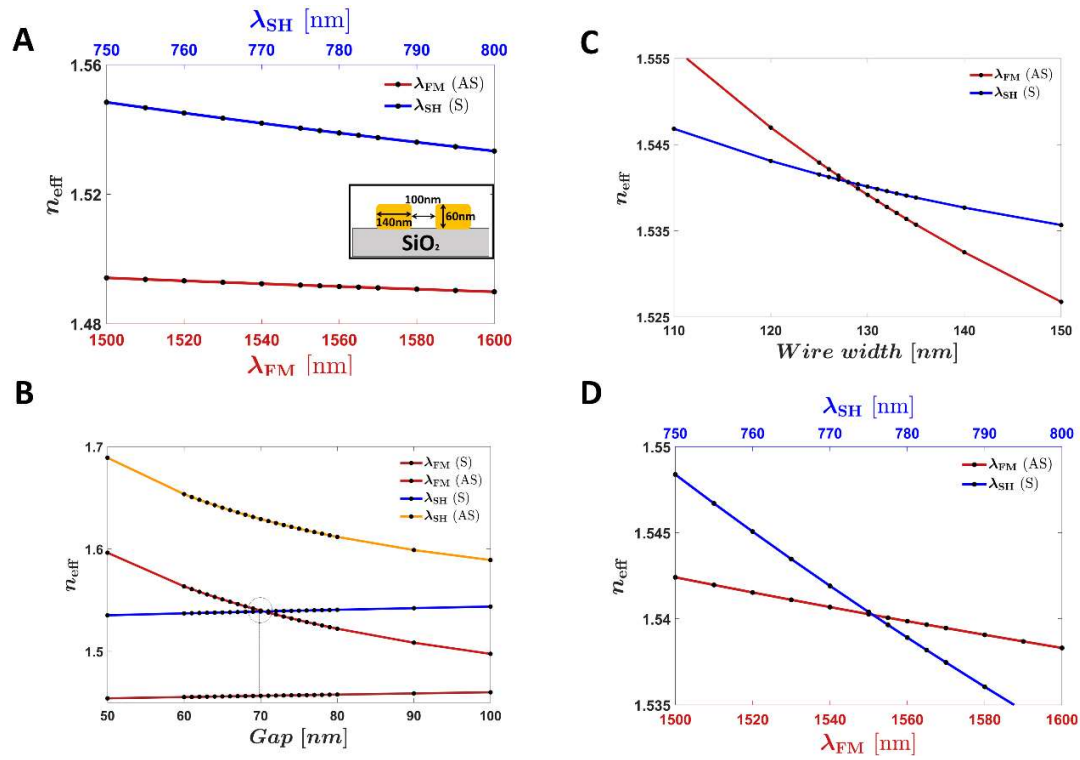 A
λSH [nm]
750 760 770 780 790 800
1.56
1.52
1.48
neff
λFM (AS)
λSH (S)
100nm
140nm
60nm
SiO2
1500 1520 1540 1560 1580 1600
λFM [nm]
B
1.7
1.6
1.5
neff
λFM (S)
λFM (AS)
λSH (S)
λSH (AS)
50 60 70 80 90 100
Gap [nm]
C
1.555
1.545
1.535
1.525
neff
λFM (AS)
λSH (S)
110 120 130 140 150
Wire width [nm]
D
λSH [nm]
750 760 770 780 790 800
1.55
1.545
1.54
1.535
neff
λFM (AS)
λSH (S)
1500 1520 1540 1560 1580 1600
λFM [nm]